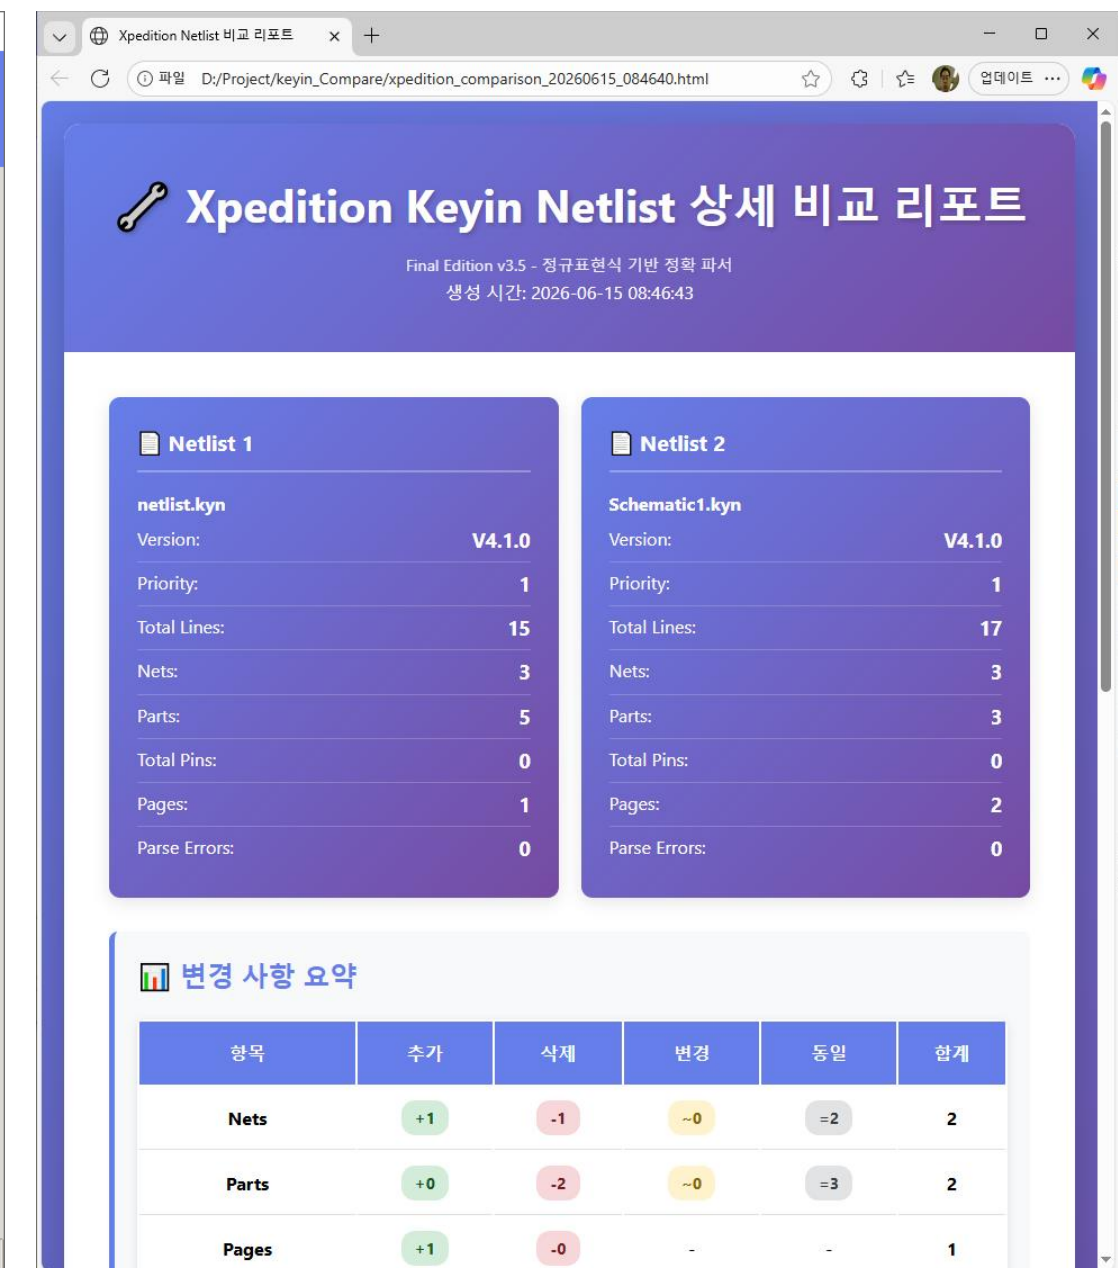 Xpedition Netlist 비교 리포트
파일 D:/Project/keyin_Compare/xpedition_comparison_20260615_084640.html
업데이트
Xpedition Keyin Netlist 상세 비교 리포트
Final Edition v3.5 - 정규표현식 기반 정확 파서
생성 시간: 2026-06-15 08:46:43
Netlist 1
netlist.kyn
Version: V4.1.0
Priority: 1
Total Lines: 15
Nets: 3
Parts: 5
Total Pins: 0
Pages: 1
Parse Errors: 0
Netlist 2
Schematic1.kyn
Version: V4.1.0
Priority: 1
Total Lines: 17
Nets: 3
Parts: 3
Total Pins: 0
Pages: 2
Parse Errors: 0
변경 사항 요약
항목 추가 삭제 변경 동일 합계
Nets +1 -1 ~0 =2 2
Parts +0 -2 ~0 =3 2
Pages +1 -0 - - 1